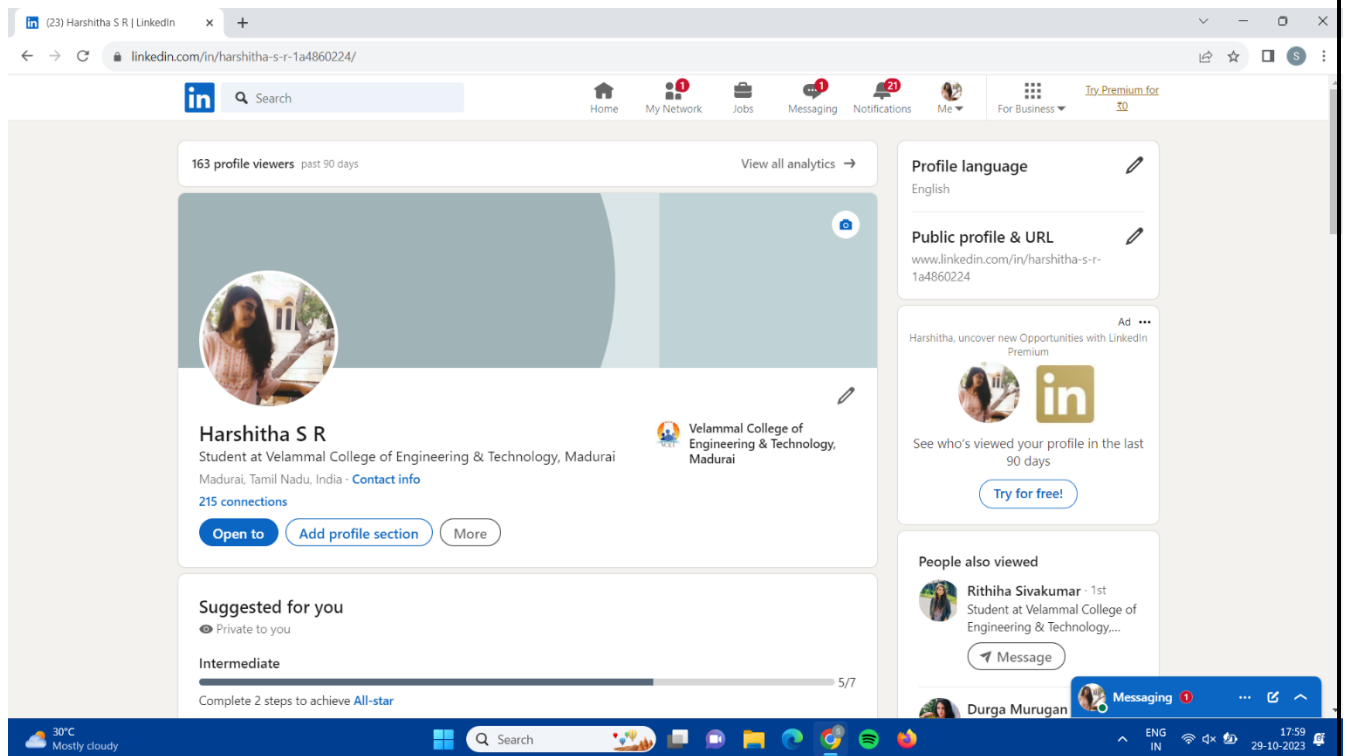 (23) Harshitha S R | LinkedIn
linkedin.com/in/harshitha-s-r-1a4860224/
S
in
Search
Home
1
My Network
Jobs
1
Messaging
21
Notifications
Me
For Business
Try Premium for
₹0
163 profile viewers past 90 days
View all analytics →
Harshitha S R
Student at Velammal College of Engineering & Technology, Madurai
Madurai, Tamil Nadu, India · Contact info
215 connections
Open to
Add profile section
More
Velammal College of
Engineering & Technology,
Madurai
Suggested for you
Private to you
Intermediate
5/7
Complete 2 steps to achieve All-star
Profile language
English
Public profile & URL
www.linkedin.com/in/harshitha-s-r-
1a4860224
Ad
Harshitha, uncover new Opportunities with LinkedIn
Premium
in
See who's viewed your profile in the last
90 days
Try for free!
People also viewed
Rithiha Sivakumar · 1st
Student at Velammal College of
Engineering & Technology,...
Message
Durga Murugan
Messaging 1
30°C
Mostly cloudy
Search
ENG
IN
17:59
29-10-2023